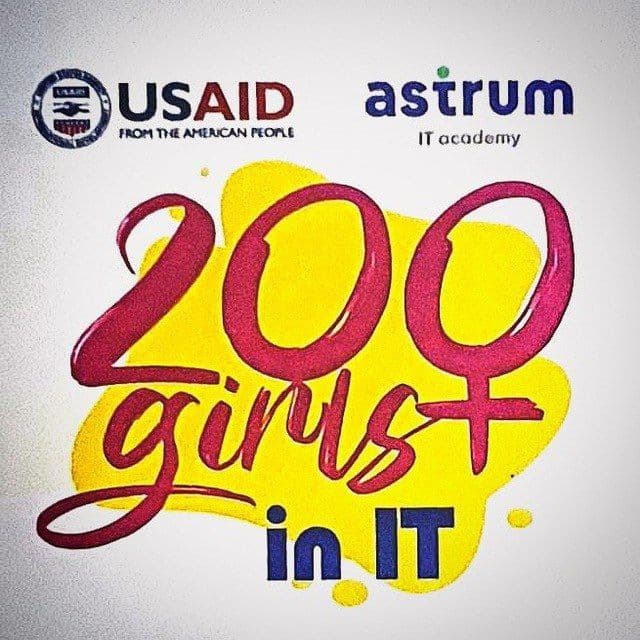 USAID
FROM THE AMERICAN PEOPLE
astrum
IT academy
200
girls
in IT